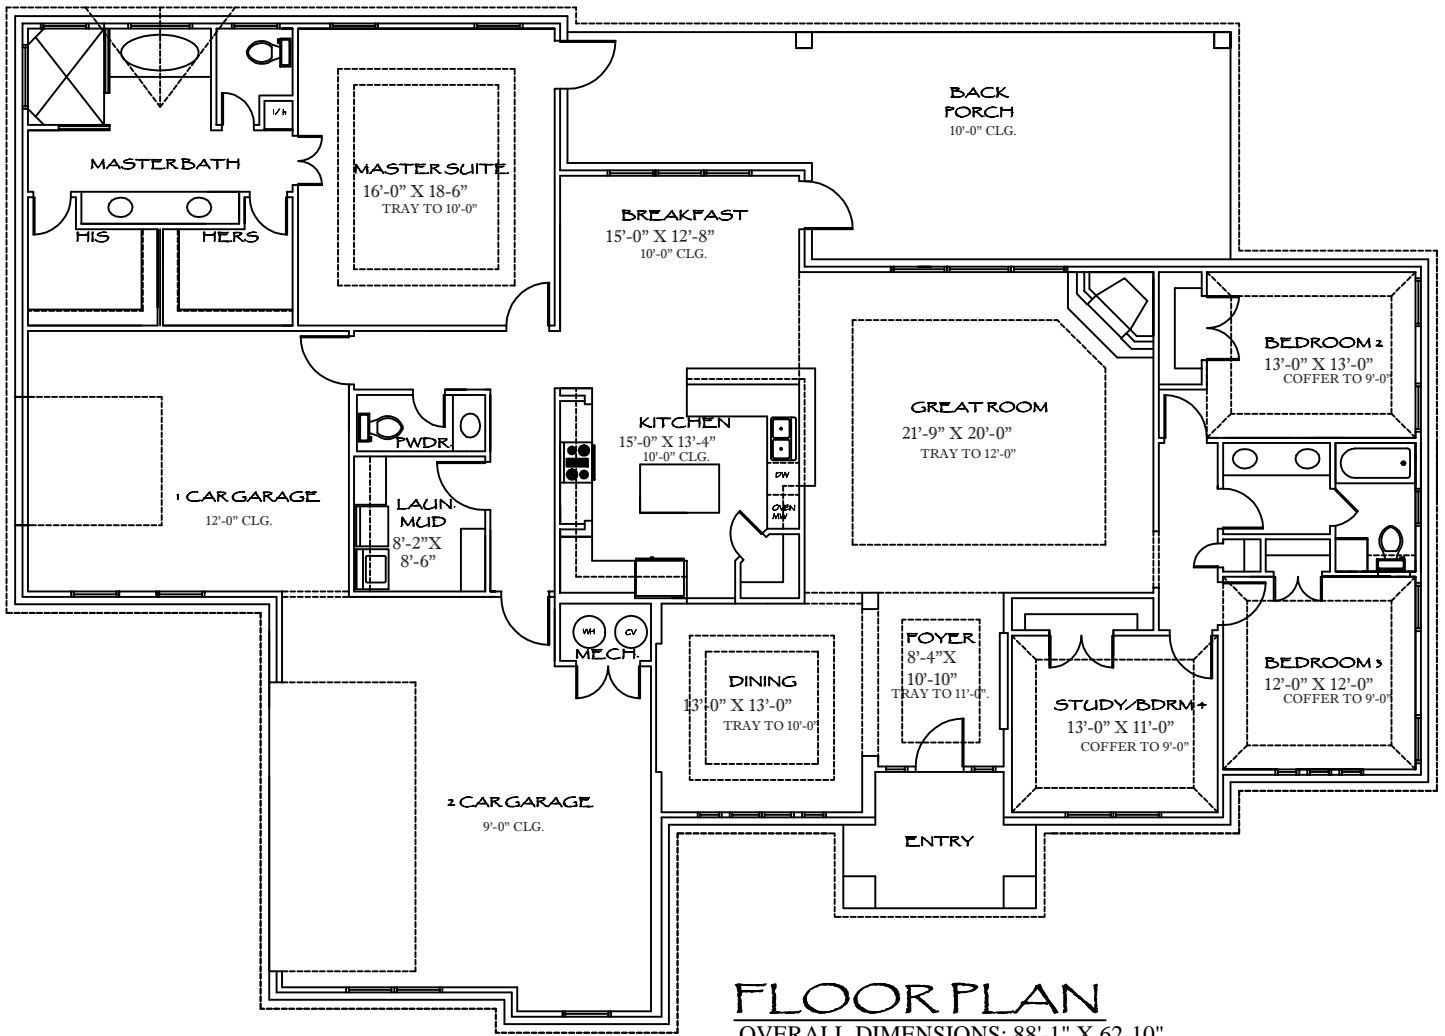 BACK
PORCH
10'-0" CLG.
I/h
MASTER BATH
MASTER SUITE
16'-0" X 18-6"
TRAY TO 10'-0"
HIS
HERS
BREAKFAST
15'-0" X 12'-8"
10'-0" CLG.
BEDROOM 2
13'-0" X 13'-0"
COFFER TO 9'-0"
GREAT ROOM
21'-9" X 20'-0"
TRAY TO 12'-0"
KITCHEN
15'-0" X 13'-4"
10'-0" CLG.
PWDR.
DW
OVEN
MW
1 CAR GARAGE
12'-0" CLG.
LAUN.
MUD
8'-2"X
8'-6"
WH
CV
MECH.
FOYER
8'-4"X
10'-10"
TRAY TO 11'-0".
DINING
13'-0" X 13'-0"
TRAY TO 10'-0"
BEDROOM 3
12'-0" X 12'-0"
COFFER TO 9'-0"
STUDY/BDRM 4
13'-0" X 11'-0"
COFFER TO 9'-0"
2 CAR GARAGE
9'-0" CLG.
ENTRY
FLOOR PLAN
OVERALL DIMENSIONS: 88'-1" X 62-10"